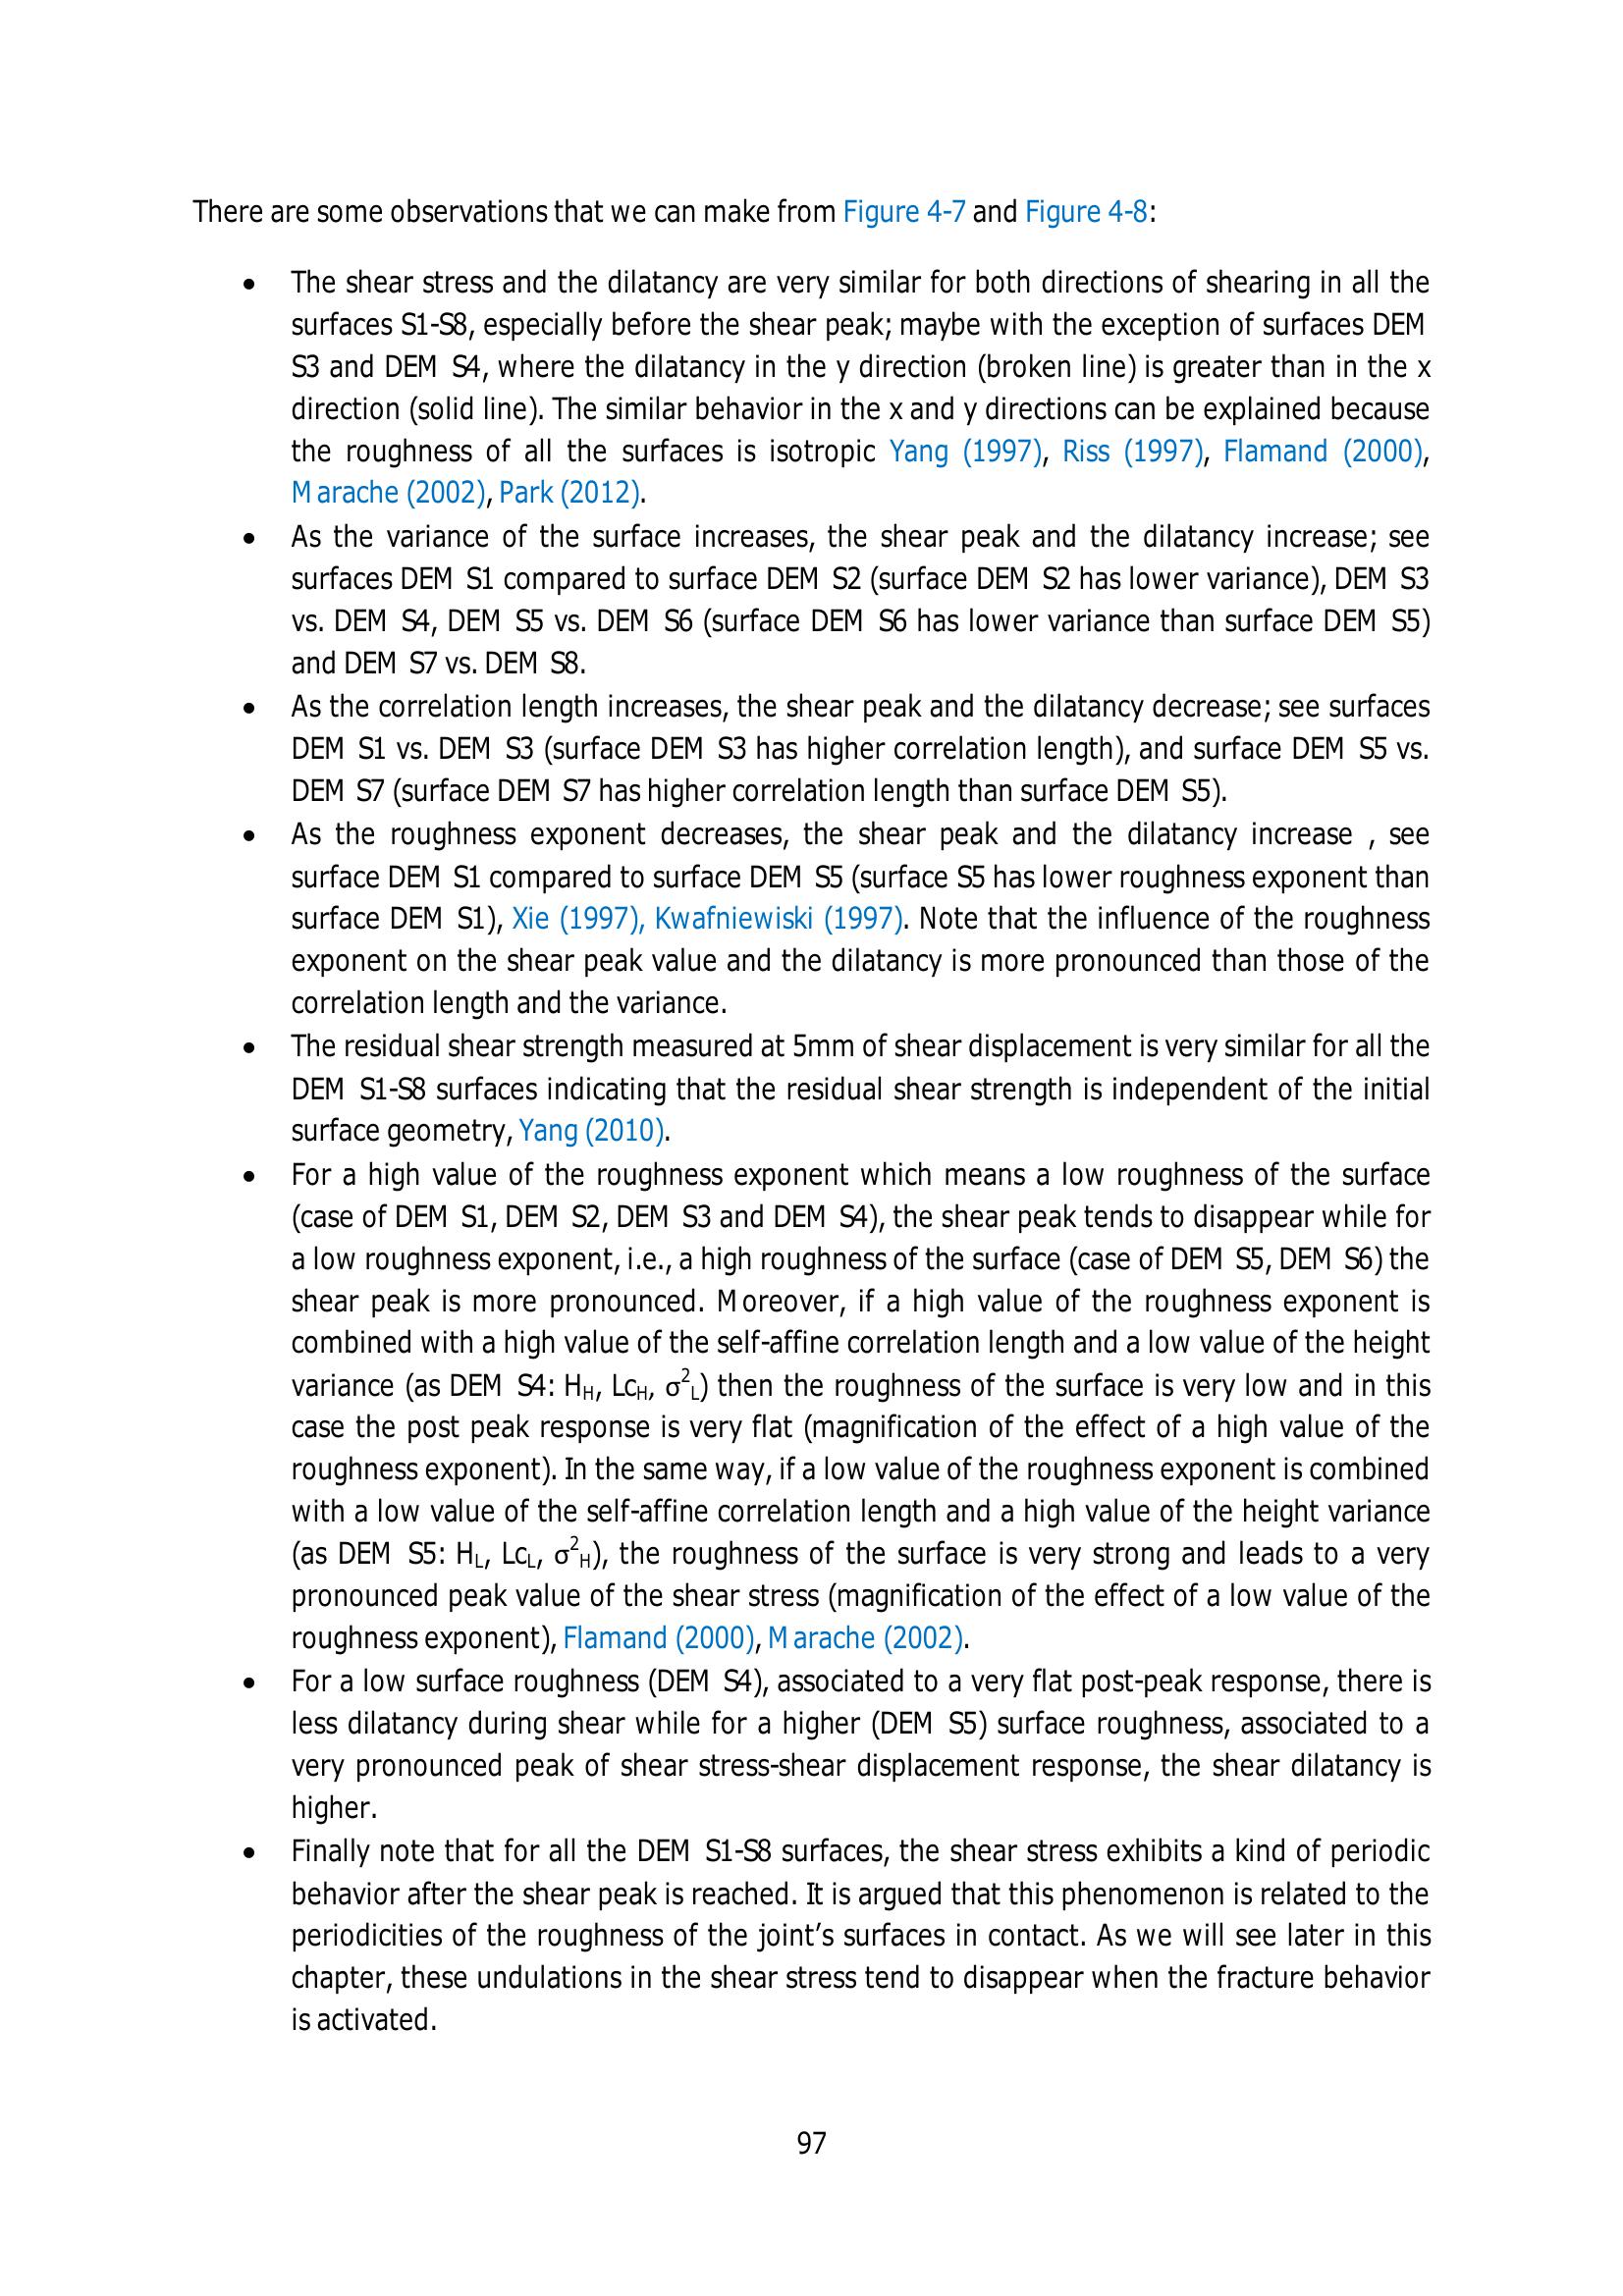 There are some observations that we can make from Figure 4-7 and Figure 4-8:
• The shear stress and the dilatancy are very similar for both directions of shearing in all the
surfaces S1-S8, especially before the shear peak; maybe with the exception of surfaces DEM
S3 and DEM S4, where the dilatancy in the y direction (broken line) is greater than in the x
direction (solid line). The similar behavior in the x and y directions can be explained because
the roughness of all the surfaces is isotropic Yang (1997), Riss (1997), Flamand (2000),
Marache (2002), Park (2012).
• As the variance of the surface increases, the shear peak and the dilatancy increase; see
surfaces DEM S1 compared to surface DEM S2 (surface DEM S2 has lower variance), DEM S3
vs. DEM S4, DEM S5 vs. DEM S6 (surface DEM S6 has lower variance than surface DEM S5)
and DEM S7 vs. DEM S8.
• As the correlation length increases, the shear peak and the dilatancy decrease; see surfaces
DEM S1 vs. DEM S3 (surface DEM S3 has higher correlation length), and surface DEM S5 vs.
DEM S7 (surface DEM S7 has higher correlation length than surface DEM S5).
• As the roughness exponent decreases, the shear peak and the dilatancy increase , see
surface DEM S1 compared to surface DEM S5 (surface S5 has lower roughness exponent than
surface DEM S1), Xie (1997), Kwafniewiski (1997). Note that the influence of the roughness
exponent on the shear peak value and the dilatancy is more pronounced than those of the
correlation length and the variance.
• The residual shear strength measured at 5mm of shear displacement is very similar for all the
DEM S1-S8 surfaces indicating that the residual shear strength is independent of the initial
surface geometry, Yang (2010).
• For a high value of the roughness exponent which means a low roughness of the surface
(case of DEM S1, DEM S2, DEM S3 and DEM S4), the shear peak tends to disappear while for
a low roughness exponent, i.e., a high roughness of the surface (case of DEM S5, DEM S6) the
shear peak is more pronounced. Moreover, if a high value of the roughness exponent is
combined with a high value of the self-affine correlation length and a low value of the height
variance (as DEM S4: H_H, Lc_H, σ²_L) then the roughness of the surface is very low and in this
case the post peak response is very flat (magnification of the effect of a high value of the
roughness exponent). In the same way, if a low value of the roughness exponent is combined
with a low value of the self-affine correlation length and a high value of the height variance
(as DEM S5: H_L, Lc_L, σ²_H), the roughness of the surface is very strong and leads to a very
pronounced peak value of the shear stress (magnification of the effect of a low value of the
roughness exponent), Flamand (2000), Marache (2002).
• For a low surface roughness (DEM S4), associated to a very flat post-peak response, there is
less dilatancy during shear while for a higher (DEM S5) surface roughness, associated to a
very pronounced peak of shear stress-shear displacement response, the shear dilatancy is
higher.
• Finally note that for all the DEM S1-S8 surfaces, the shear stress exhibits a kind of periodic
behavior after the shear peak is reached. It is argued that this phenomenon is related to the
periodicities of the roughness of the joint’s surfaces in contact. As we will see later in this
chapter, these undulations in the shear stress tend to disappear when the fracture behavior
is activated.
97